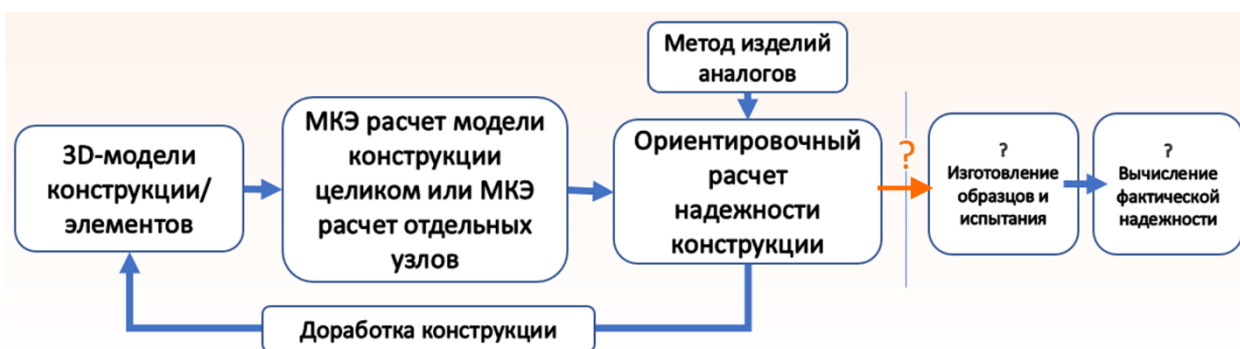 Метод изделий
аналогов
3D-модели
конструкции/
элементов
МКЭ расчет модели
конструкции
целиком или МКЭ
расчет отдельных
узлов
Ориентировочный
расчет
надежности
конструкции
?
?
Изготовление
образцов и
испытания
?
Вычисление
фактической
надежности
Доработка конструкции